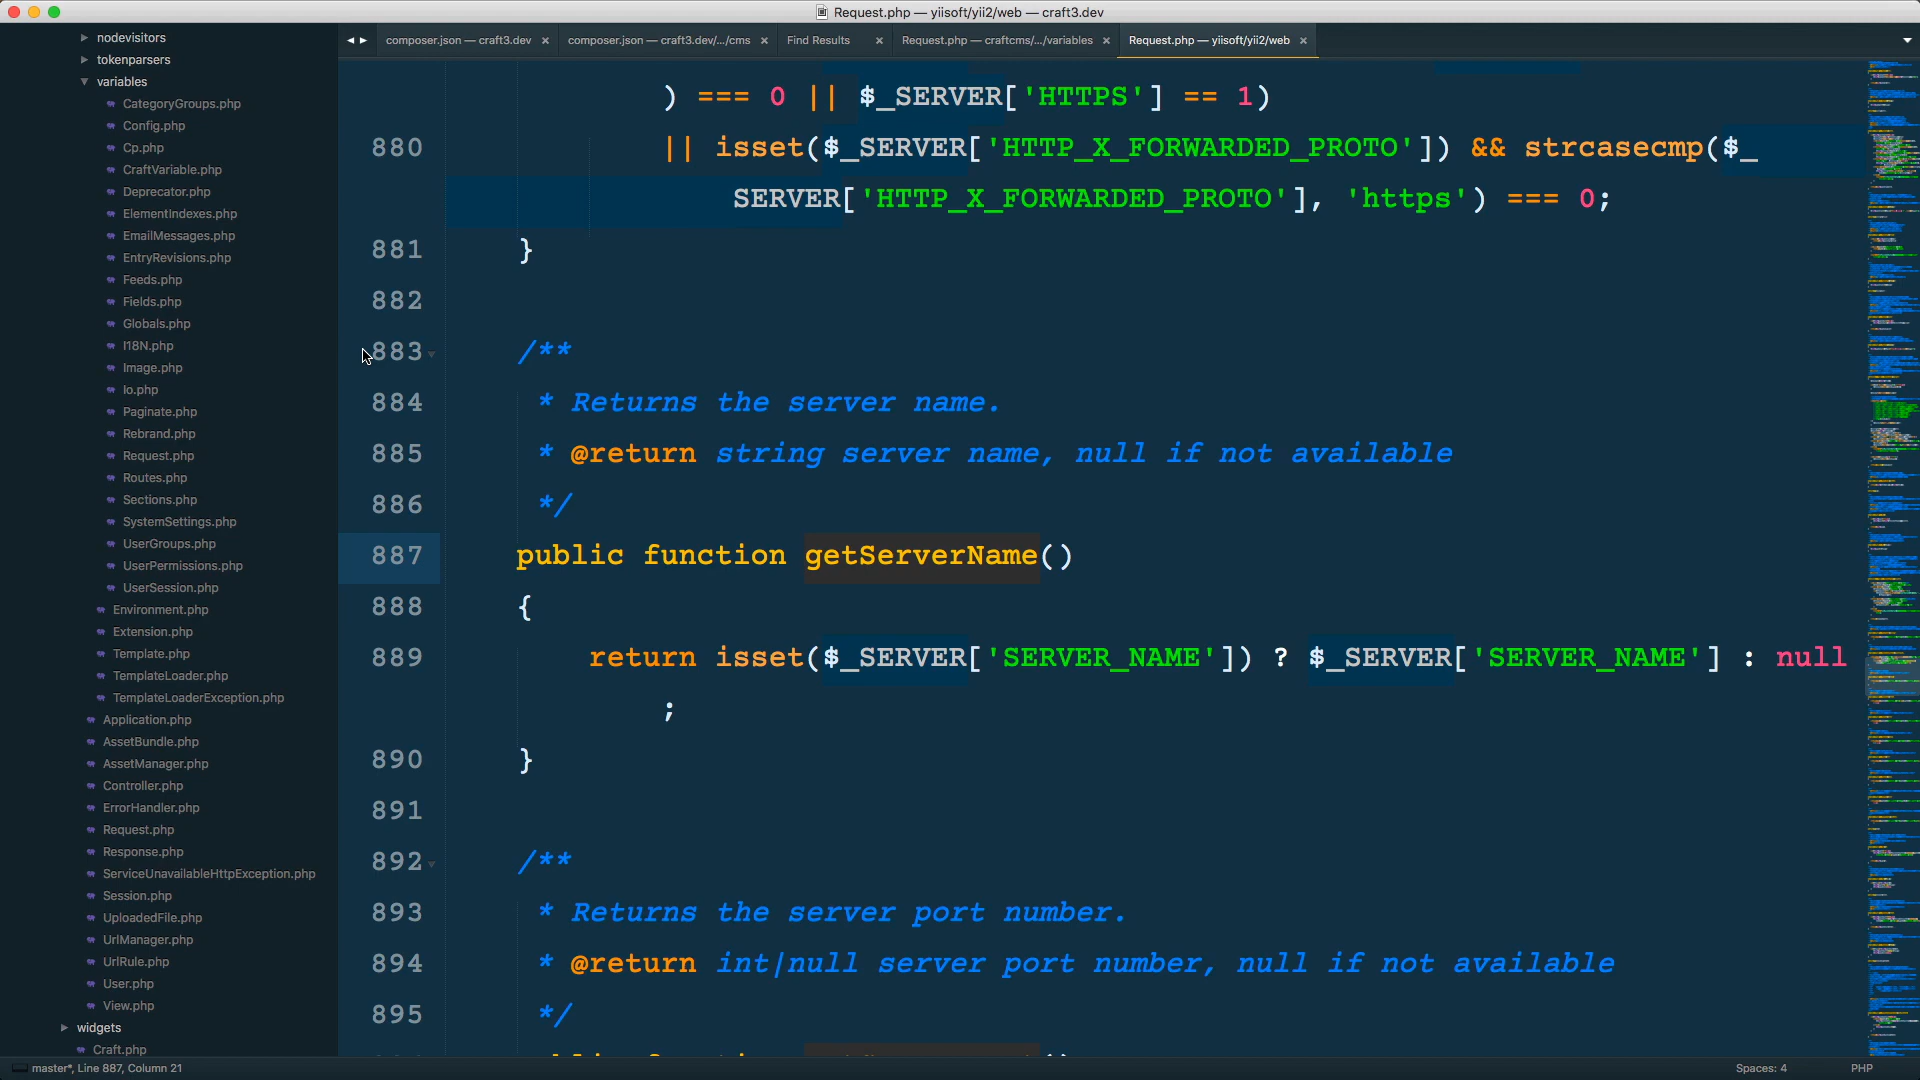 Request.php — yiisoft/yii2/web — craft3.dev
nodevisitors
tokenparsers
variables
CategoryGroups.php
Config.php
Cp.php
CraftVariable.php
Deprecator.php
ElementIndexes.php
EmailMessages.php
EntryRevisions.php
Feeds.php
Fields.php
Globals.php
I18N.php
Image.php
Io.php
Paginate.php
Rebrand.php
Request.php
Routes.php
Sections.php
SystemSettings.php
UserGroups.php
UserPermissions.php
UserSession.php
Environment.php
Extension.php
Template.php
TemplateLoader.php
TemplateLoaderException.php
Application.php
AssetBundle.php
AssetManager.php
Controller.php
ErrorHandler.php
Request.php
Response.php
ServiceUnavailableHttpException.php
Session.php
UploadedFile.php
UrlManager.php
UrlRule.php
User.php
View.php
widgets
Craft.php
composer.json — craft3.dev × composer.json — craft3.dev/.../cms × Find Results × Request.php — craftcms/.../variables × Request.php — yiisoft/yii2/web ×
) === 0 || $_SERVER['HTTPS'] == 1)
880 || isset($_SERVER['HTTP_X_FORWARDED_PROTO']) && strcasecmp($_
SERVER['HTTP_X_FORWARDED_PROTO'], 'https') === 0;
881 }
882
883 /**
884 * Returns the server name.
885 * @return string server name, null if not available
886 */
887 public function getServerName()
888 {
889 return isset($_SERVER['SERVER_NAME']) ? $_SERVER['SERVER_NAME'] : null
;
890 }
891
892 /**
893 * Returns the server port number.
894 * @return int|null server port number, null if not available
895 */
master*, Line 887, Column 21
Spaces: 4
PHP